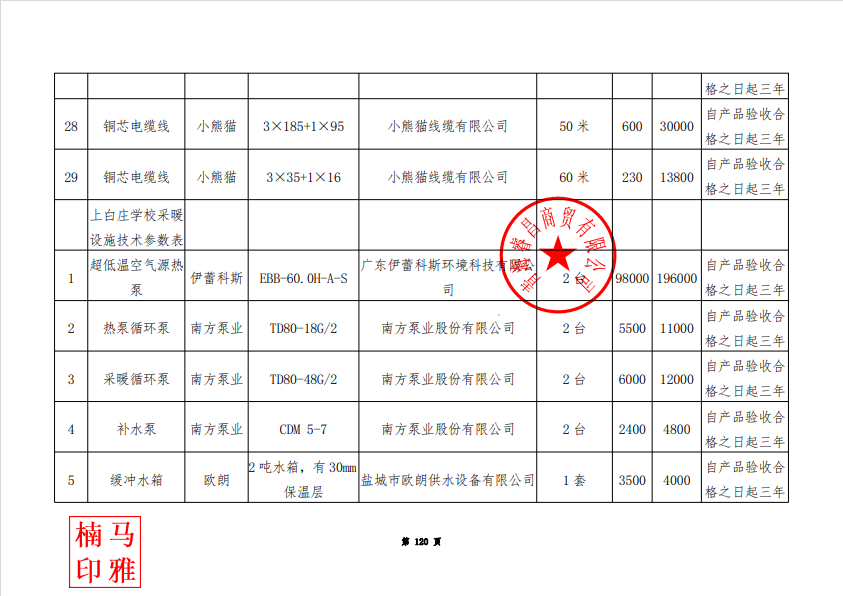 格之日起三年
28 铜芯电缆线 小熊猫 3×185+1×95 小熊猫线缆有限公司 50 米 600 30000 自产品验收合
格之日起三年
29 铜芯电缆线 小熊猫 3×35+1×16 小熊猫线缆有限公司 60 米 230 13800 自产品验收合
格之日起三年
上白庄学校采暖
设施技术参数表
1 超低温空气源热
泵 伊蕾科斯 EBB-60.0H-A-S 广东伊蕾科斯环境科技有限公
司 2 台 98000 196000 自产品验收合
格之日起三年
2 热泵循环泵 南方泵业 TD80-18G/2 南方泵业股份有限公司 2 台 5500 11000 自产品验收合
格之日起三年
3 采暖循环泵 南方泵业 TD80-48G/2 南方泵业股份有限公司 2 台 6000 12000 自产品验收合
格之日起三年
4 补水泵 南方泵业 CDM 5-7 南方泵业股份有限公司 2 台 2400 4800 自产品验收合
格之日起三年
5 缓冲水箱 欧朗 2 吨水箱，有 30mm
保温层 盐城市欧朗供水设备有限公司 1 套 3500 4000 自产品验收合
格之日起三年
昌商贸有限公司
楠马
印雅
第 120 页